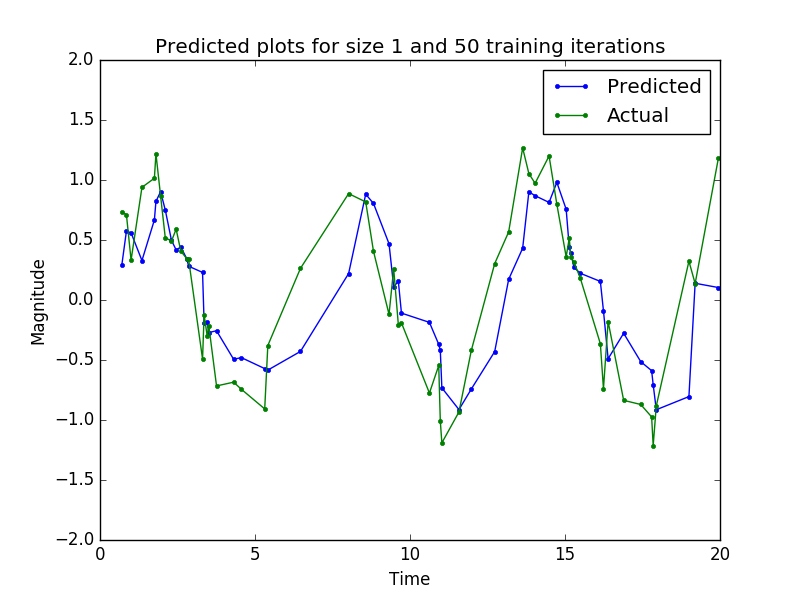 Predicted plots for size 1 and 50 training iterations
Predicted
Actual
2.0
1.5
1.0
0.5
0.0
−0.5
−1.0
−1.5
−2.0
Magnitude
0 5 10 15 20
Time